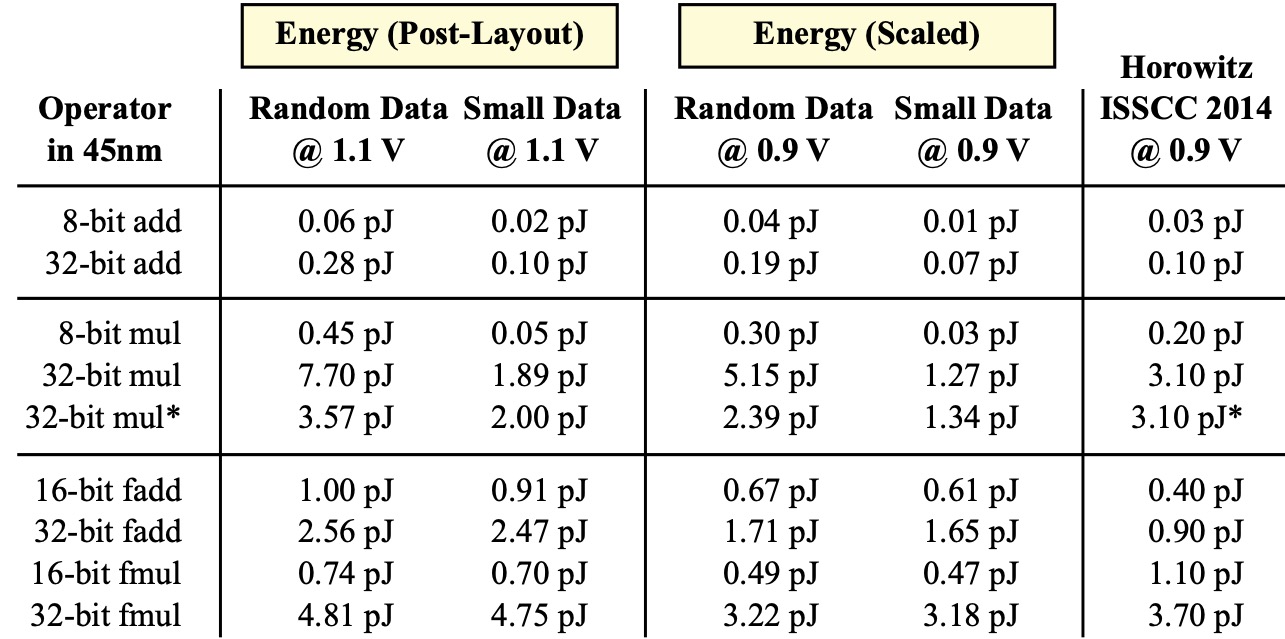 Energy (Post-Layout) Energy (Scaled)
Horowitz
Operator Random Data Small Data Random Data Small Data ISSCC 2014
in 45nm @ 1.1 V @ 1.1 V @ 0.9 V @ 0.9 V @ 0.9 V
8-bit add 0.06 pJ 0.02 pJ 0.04 pJ 0.01 pJ 0.03 pJ
32-bit add 0.28 pJ 0.10 pJ 0.19 pJ 0.07 pJ 0.10 pJ
8-bit mul 0.45 pJ 0.05 pJ 0.30 pJ 0.03 pJ 0.20 pJ
32-bit mul 7.70 pJ 1.89 pJ 5.15 pJ 1.27 pJ 3.10 pJ
32-bit mul* 3.57 pJ 2.00 pJ 2.39 pJ 1.34 pJ 3.10 pJ*
16-bit fadd 1.00 pJ 0.91 pJ 0.67 pJ 0.61 pJ 0.40 pJ
32-bit fadd 2.56 pJ 2.47 pJ 1.71 pJ 1.65 pJ 0.90 pJ
16-bit fmul 0.74 pJ 0.70 pJ 0.49 pJ 0.47 pJ 1.10 pJ
32-bit fmul 4.81 pJ 4.75 pJ 3.22 pJ 3.18 pJ 3.70 pJ